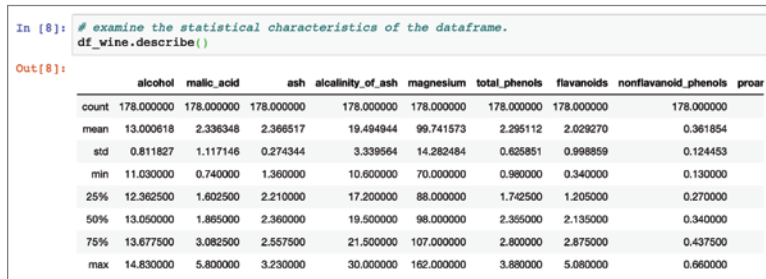 In [8]: # examine the statistical characteristics of the dataframe.
df_wine.describe()
Out[8]:
alcohol malic_acid ash alcalinity_of_ash magnesium total_phenols flavanoids nonflavanoid_phenols proar
count 178.000000 178.000000 178.000000 178.000000 178.000000 178.000000 178.000000 178.000000
mean 13.000618 2.336348 2.366517 19.494944 99.741573 2.295112 2.029270 0.361854
std 0.811827 1.117146 0.274344 3.339564 14.282484 0.625851 0.998859 0.124453
min 11.030000 0.740000 1.360000 10.600000 70.000000 0.980000 0.340000 0.130000
25% 12.362500 1.602500 2.210000 17.200000 88.000000 1.742500 1.205000 0.270000
50% 13.050000 1.865000 2.360000 19.500000 98.000000 2.355000 2.135000 0.340000
75% 13.677500 3.082500 2.557500 21.500000 107.000000 2.800000 2.875000 0.437500
max 14.830000 5.800000 3.230000 30.000000 162.000000 3.880000 5.080000 0.660000